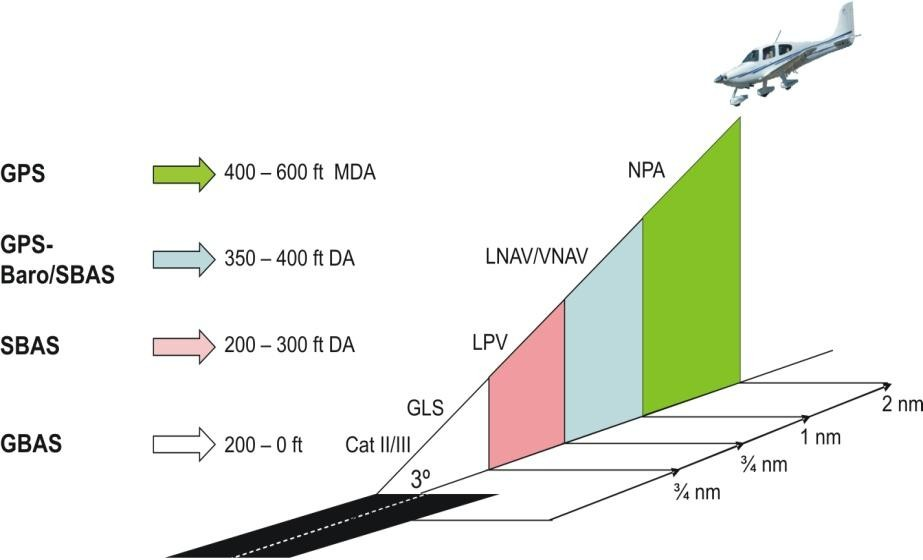 GPS
400 – 600 ft MDA
NPA
GPS-
Baro/SBAS
350 – 400 ft DA
LNAV/VNAV
SBAS
200 – 300 ft DA
LPV
GLS
GBAS
200 – 0 ft
Cat II/III
3º
2 nm
1 nm
¾ nm
¾ nm